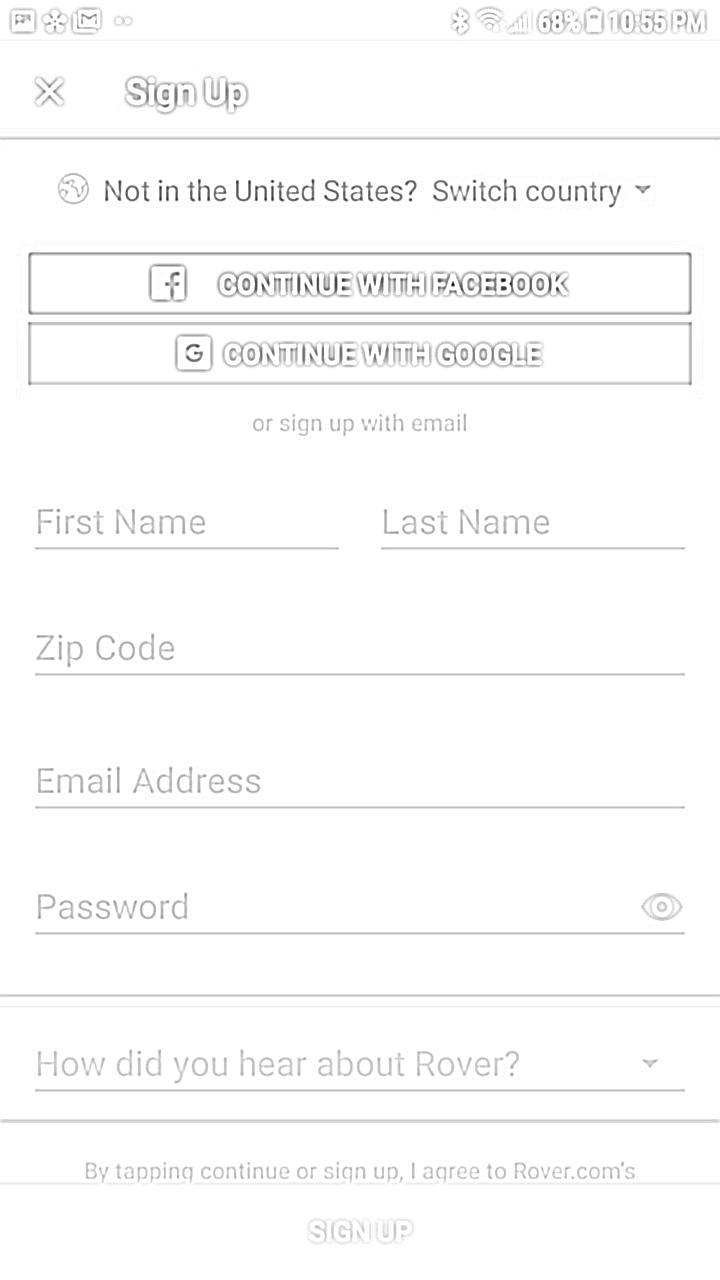 68% 10:55 PM
Sign Up
Not in the United States? Switch country
CONTINUE WITH FACEBOOK
G CONTINUE WITH GOOGLE
or sign up with email
First Name Last Name
Zip Code
Email Address
Password
How did you hear about Rover?
By tapping continue or sign up, I agree to Rover.com's
SIGN UP